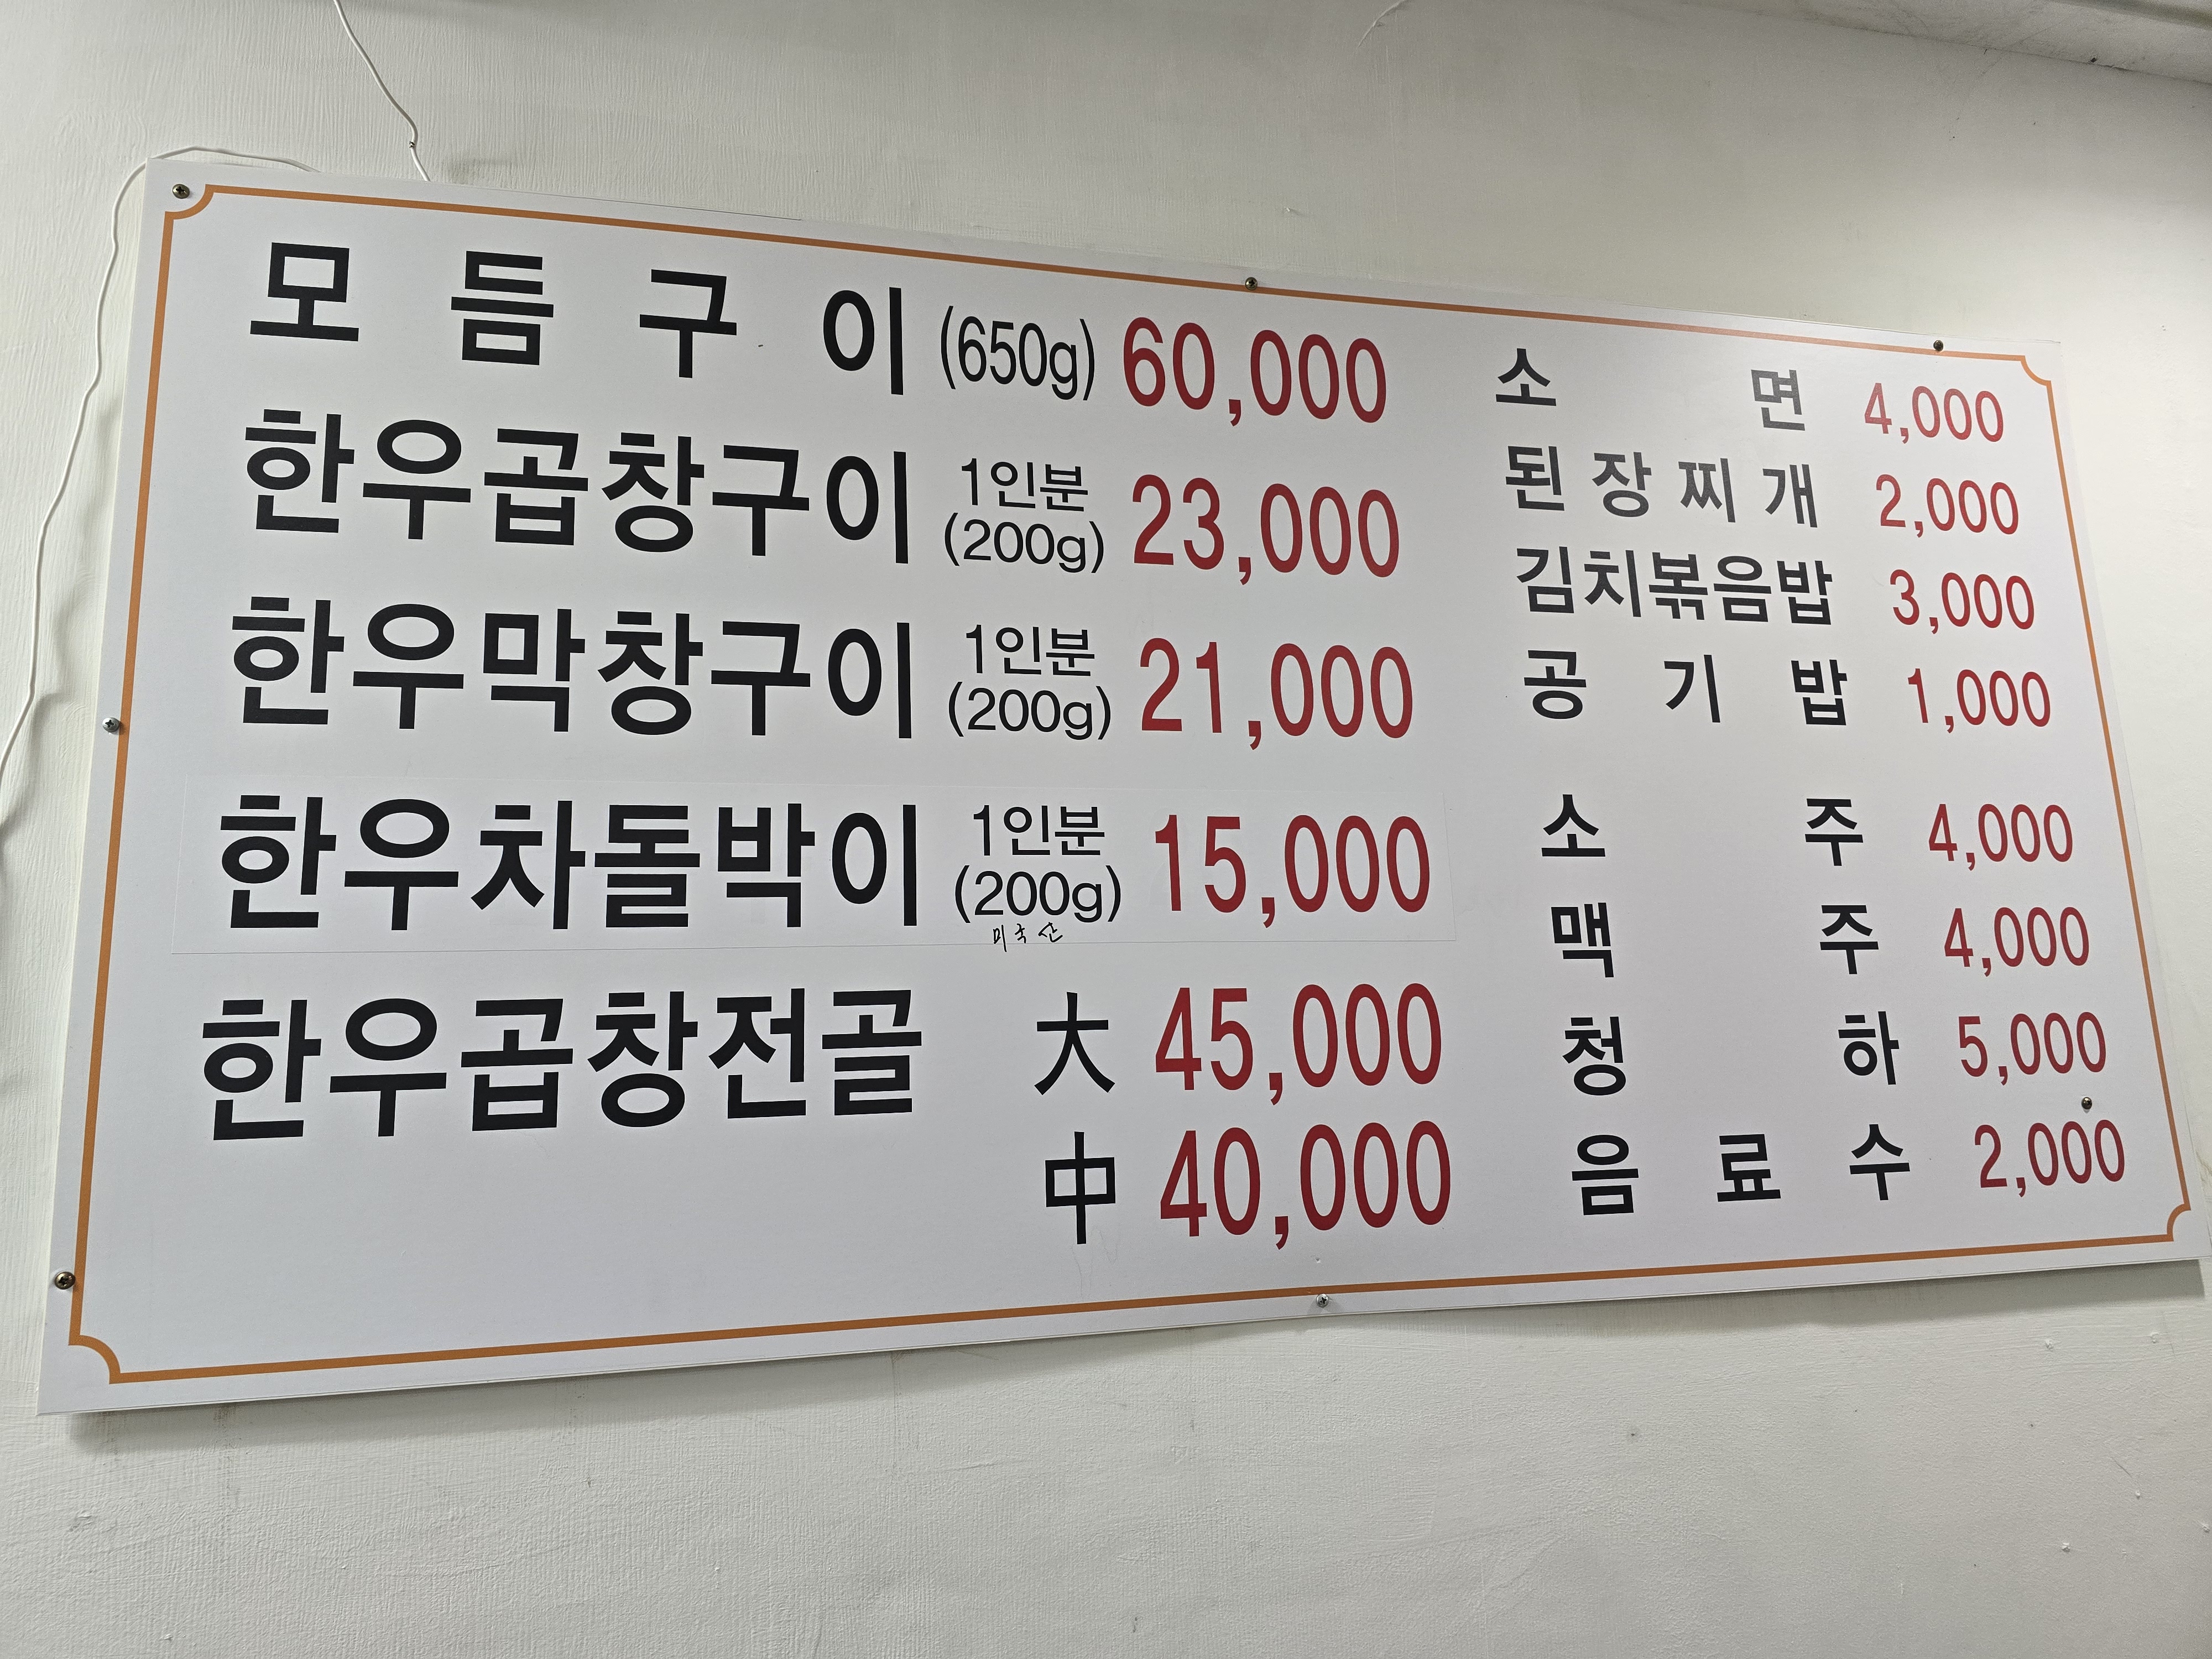 모듬구이 (650g) 60,000
한우곱창구이 1인분 (200g) 23,000
한우막창구이 1인분 (200g) 21,000
한우차돌박이 1인분 (200g) 15,000
미국산
한우곱창전골 大 45,000
中 40,000
소면 4,000
된장찌개 2,000
김치볶음밥 3,000
공기밥 1,000
소주 4,000
맥주 4,000
청하 5,000
음료수 2,000